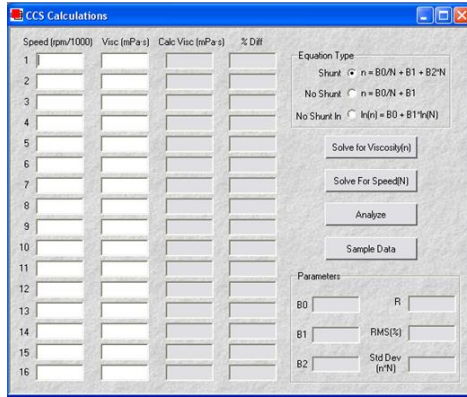 CCS Calculations
Speed (rpm/1000) Visc (mPa·s) Calc Visc (mPa·s) % Diff
1
2
3
4
5
6
7
8
9
10
11
12
13
14
15
16
Equation Type
Shunt n = B0/N + B1 + B2*N
No Shunt n = B0/N + B1
No Shunt ln ln(n) = B0 + B1*ln(N)
Solve for Viscosity(n)
Solve For Speed(N)
Analyze
Sample Data
Parameters
B0 R
B1 RMS(%)
B2 Std Dev
(n*N)